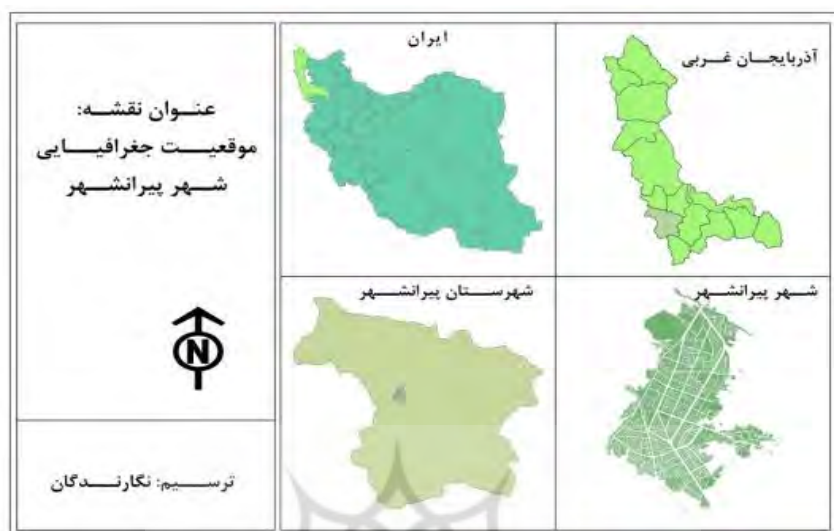 عنوان نقشه:
موقعیت جغرافیایی
شهر پیرانشهر
N
ترسیم: نگارندگان
ایران
آذربایجان غربی
شهرستان پیرانشهر
شهر پیرانشهر